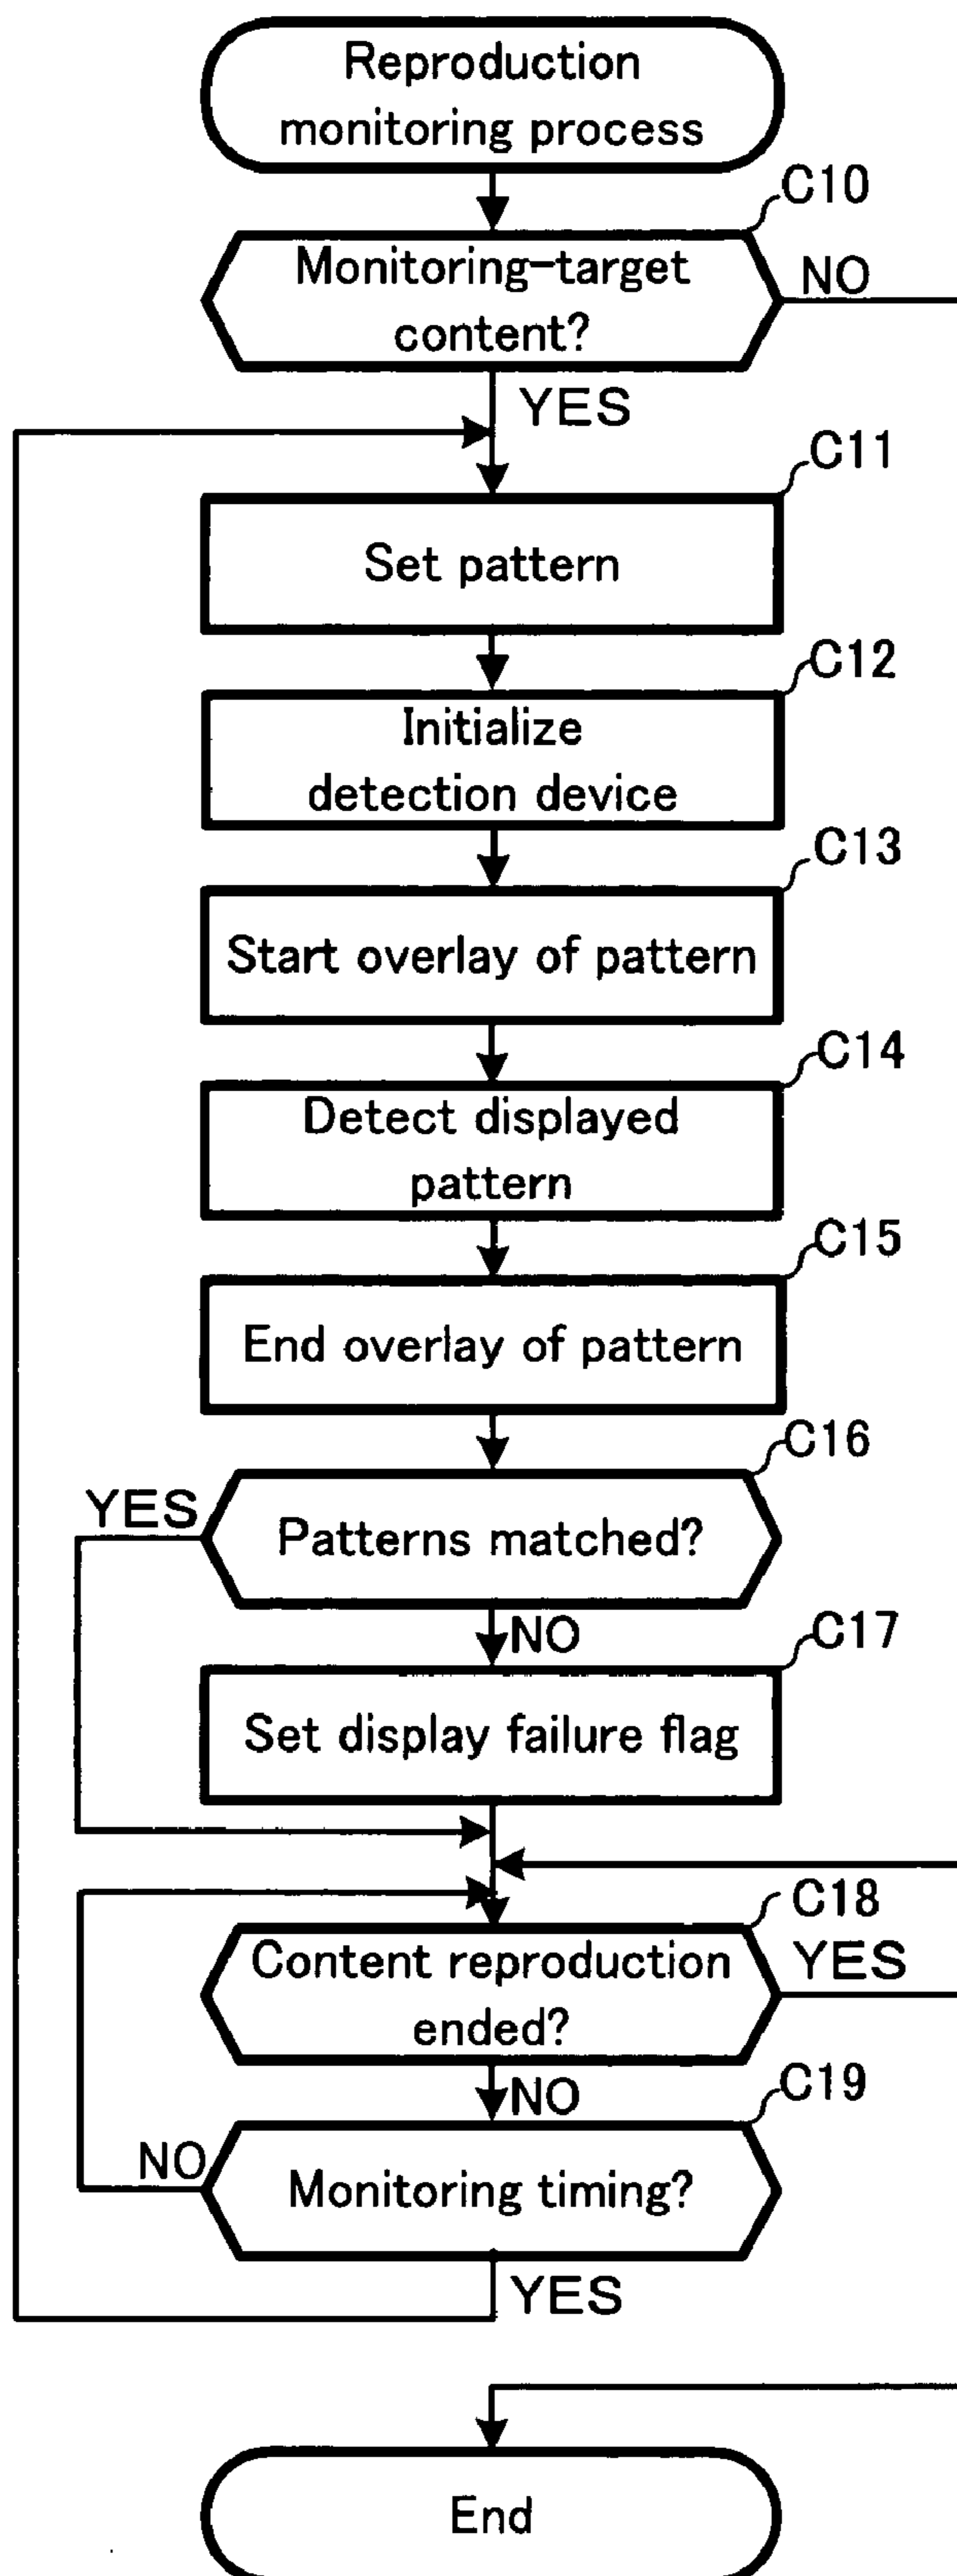 Reproduction
monitoring process
C10
Monitoring-target
content?
NO
YES
C11
Set pattern
C12
Initialize
detection device
C13
Start overlay of pattern
C14
Detect displayed
pattern
C15
End overlay of pattern
C16
YES
Patterns matched?
NO
C17
Set display failure flag
C18
Content reproduction
ended?
YES
NO
C19
NO
Monitoring timing?
YES
End